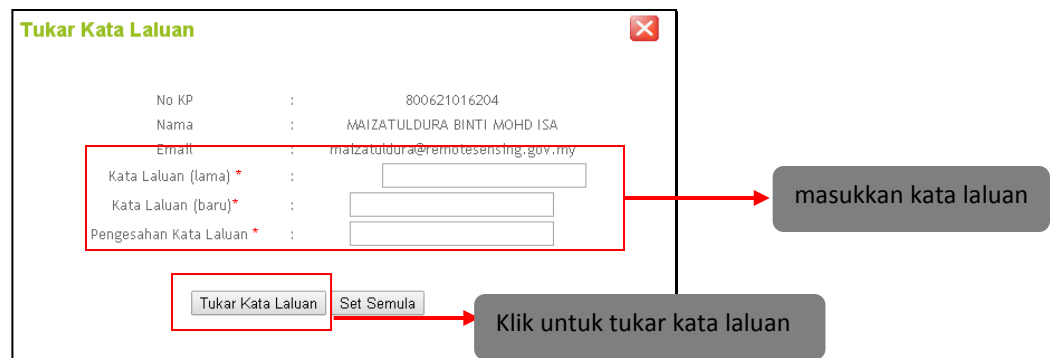 Tukar Kata Laluan
No KP : 800621016204
Nama : MAIZATULDURA BINTI MOHD ISA
Email : maizatuldura@remotesensing.gov.my
Kata Laluan (lama) * :
Kata Laluan (baru)* :
Pengesahan Kata Laluan * :
masukkan kata laluan
Tukar Kata Laluan Set Semula
Klik untuk tukar kata laluan